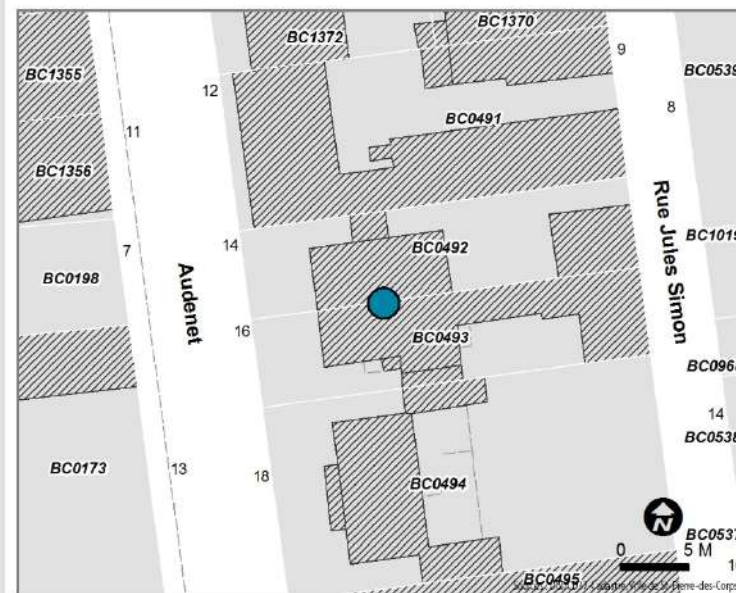 BC1355
BC1372
BC1370
9
BC0539
12
8
BC0491
11
BC1356
14
BC0492
BC1019
7
BC0198
Audenet
Rue Jules Simon
16
BC0493
14
BC0538
BC0173
13
18
BC0494
N
BC0537
0 5 M
BC0495